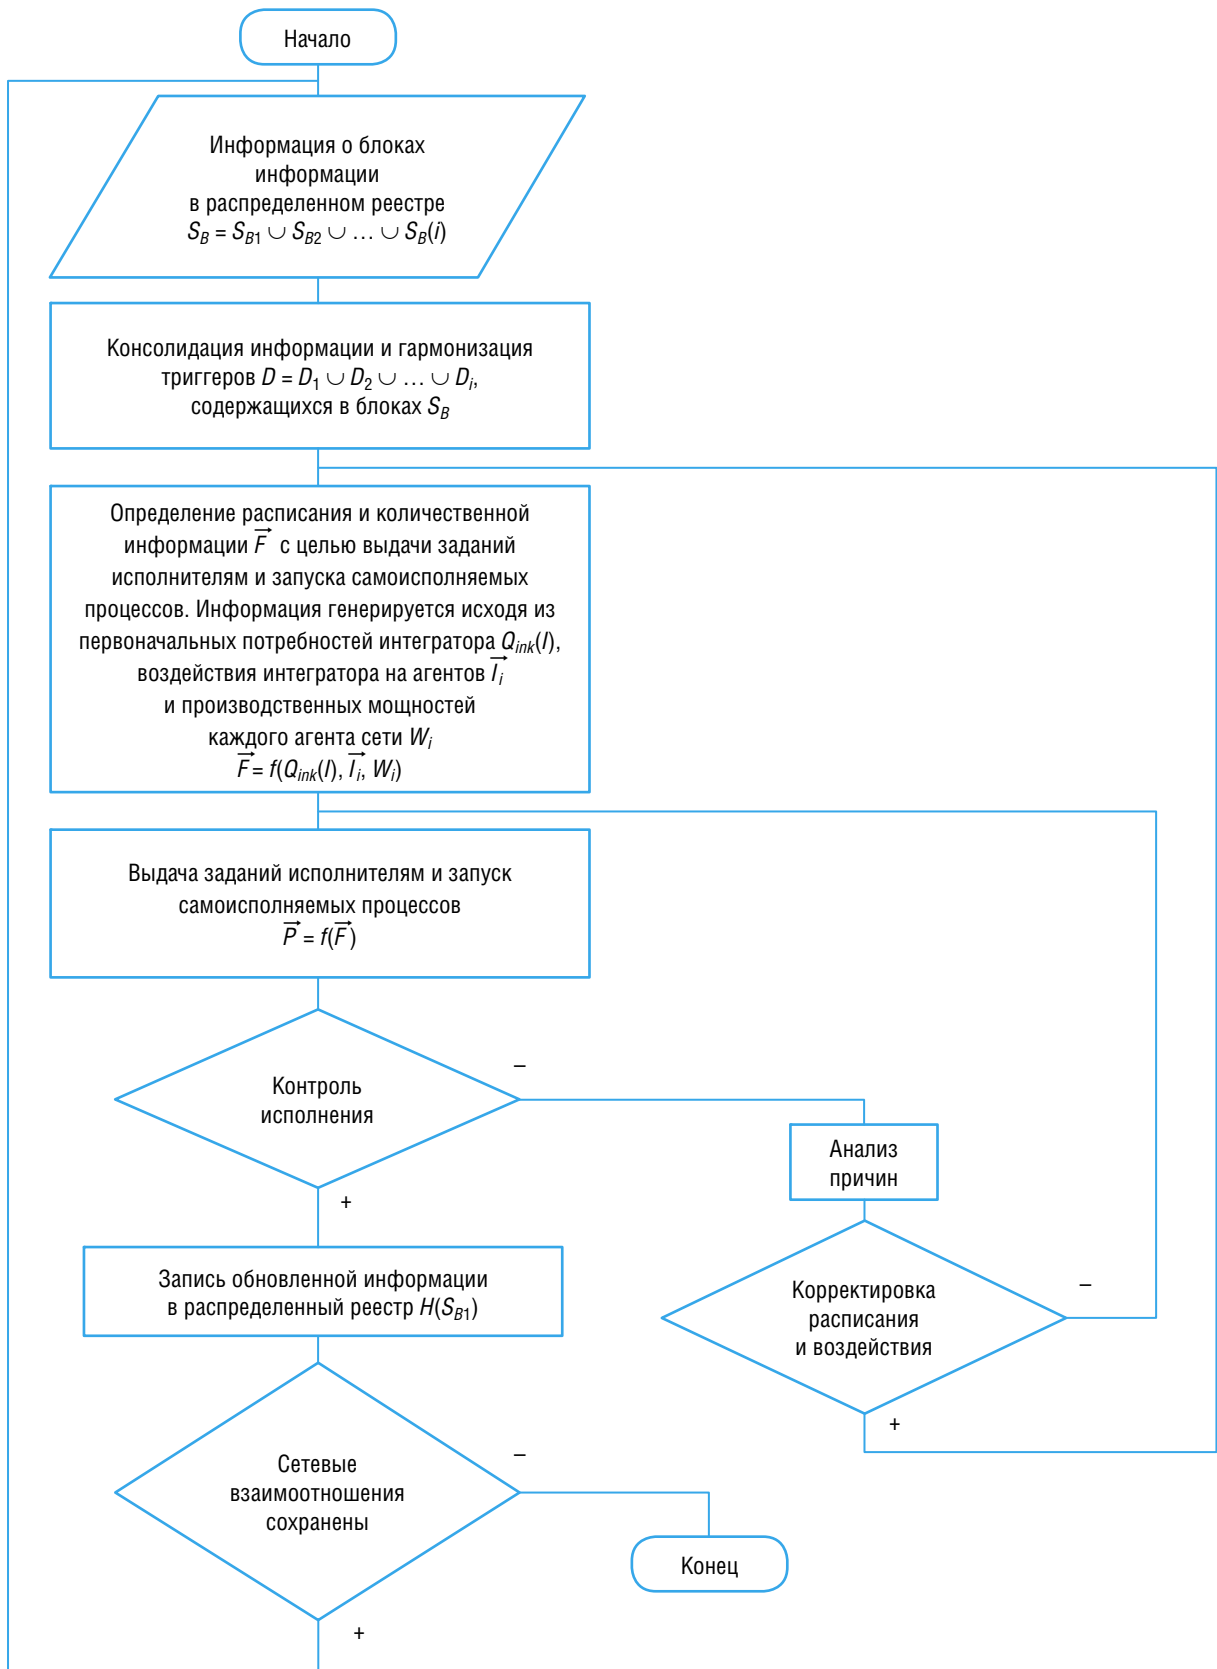 Начало
Информация о блоках
информации
в распределенном реестре
S_B = S_B1 ∪ S_B2 ∪ … ∪ S_B(i)
Консолидация информации и гармонизация
триггеров D = D_1 ∪ D_2 ∪ … ∪ D_i,
содержащихся в блоках S_B
Определение расписания и количественной
информации F⃗ с целью выдачи заданий
исполнителям и запуска самоисполняемых
процессов. Информация генерируется исходя из
первоначальных потребностей интегратора Q_ink(I),
воздействия интегратора на агентов I⃗_i
и производственных мощностей
каждого агента сети W_i
F⃗ = f(Q_ink(I), I⃗_i, W_i)
Выдача заданий исполнителям и запуск
самоисполняемых процессов
P⃗ = f(F⃗)
Контроль
исполнения
–
+
Анализ
причин
Корректировка
расписания
и воздействия
–
+
Запись обновленной информации
в распределенный реестр H(S_B1)
Сетевые
взаимоотношения
сохранены
–
+
Конец